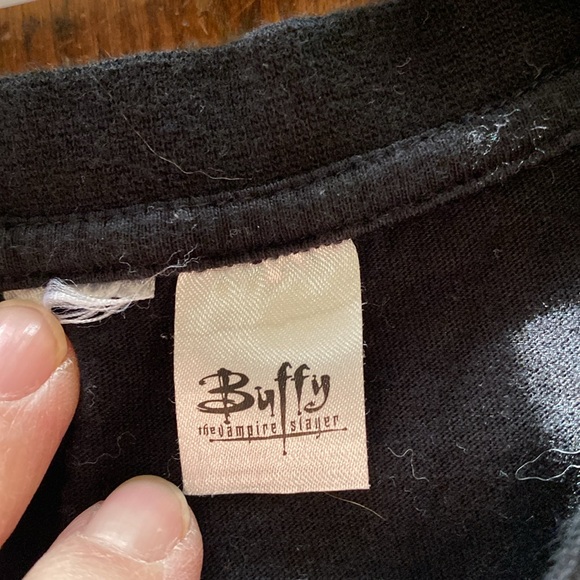 Buffy
the vampire slayer